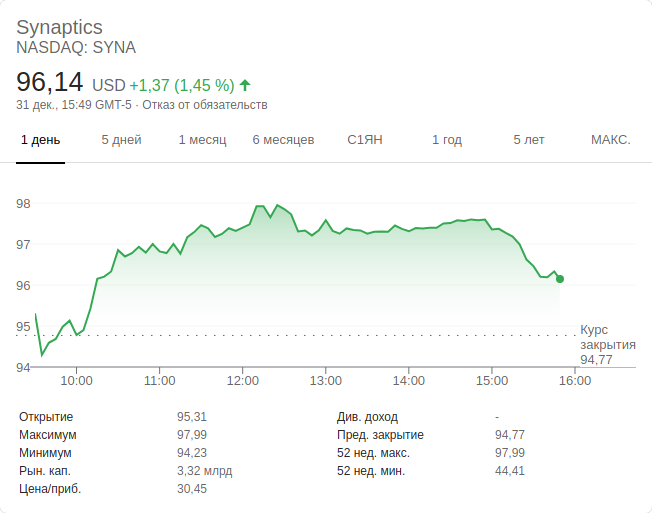 Synaptics
NASDAQ: SYNA
96,14 USD +1,37 (1,45 %)
31 дек., 15:49 GMT-5 · Отказ от обязательств
1 день 5 дней 1 месяц 6 месяцев С1ЯН 1 год 5 лет МАКС.
98
97
96
95
94
Курс
закрытия
94,77
10:00 11:00 12:00 13:00 14:00 15:00 16:00
Открытие 95,31 Див. доход -
Максимум 97,99 Пред. закрытие 94,77
Минимум 94,23 52 нед. макс. 97,99
Рын. кап. 3,32 млрд 52 нед. мин. 44,41
Цена/приб. 30,45